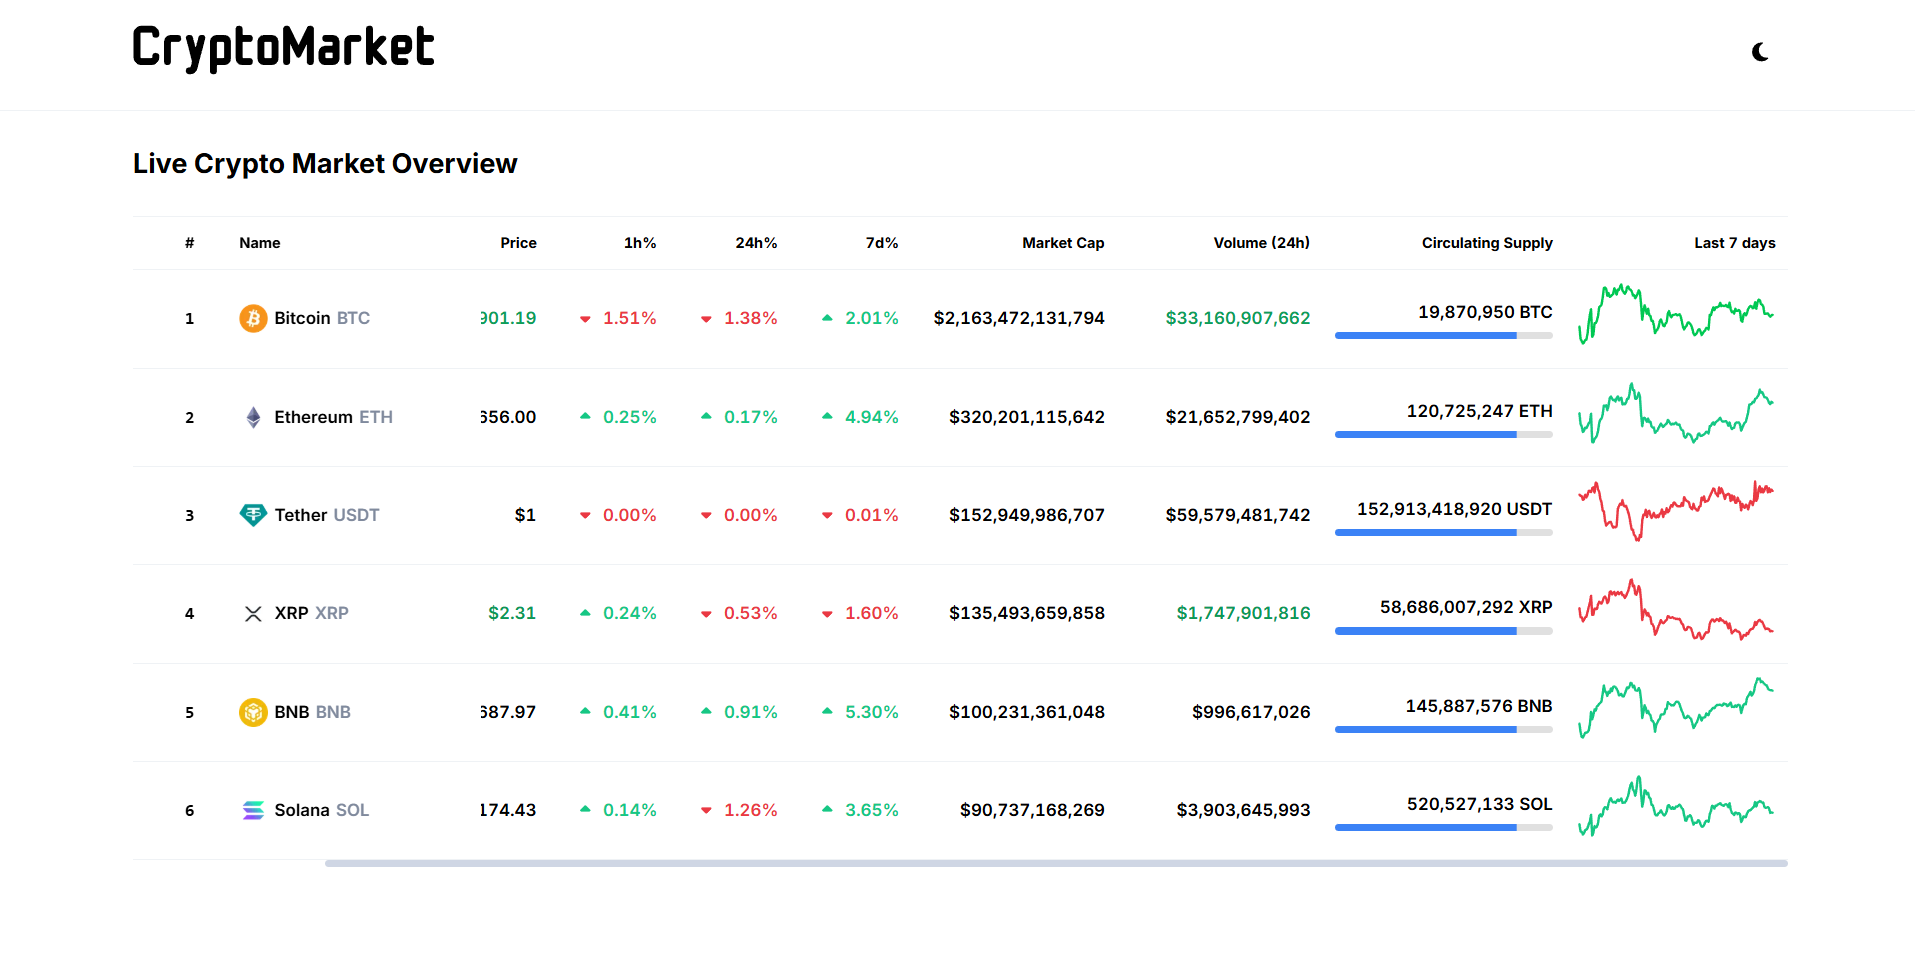 CryptoMarket
Live Crypto Market Overview
# Name Price 1h% 24h% 7d% Market Cap Volume (24h) Circulating Supply Last 7 days
1 Bitcoin BTC 901.19 1.51% 1.38% 2.01% $2,163,472,131,794 $33,160,907,662 19,870,950 BTC
2 Ethereum ETH 656.00 0.25% 0.17% 4.94% $320,201,115,642 $21,652,799,402 120,725,247 ETH
3 Tether USDT $1 0.00% 0.00% 0.01% $152,949,986,707 $59,579,481,742 152,913,418,920 USDT
4 XRP XRP $2.31 0.24% 0.53% 1.60% $135,493,659,858 $1,747,901,816 58,686,007,292 XRP
5 BNB BNB 687.97 0.41% 0.91% 5.30% $100,231,361,048 $996,617,026 145,887,576 BNB
6 Solana SOL 174.43 0.14% 1.26% 3.65% $90,737,168,269 $3,903,645,993 520,527,133 SOL